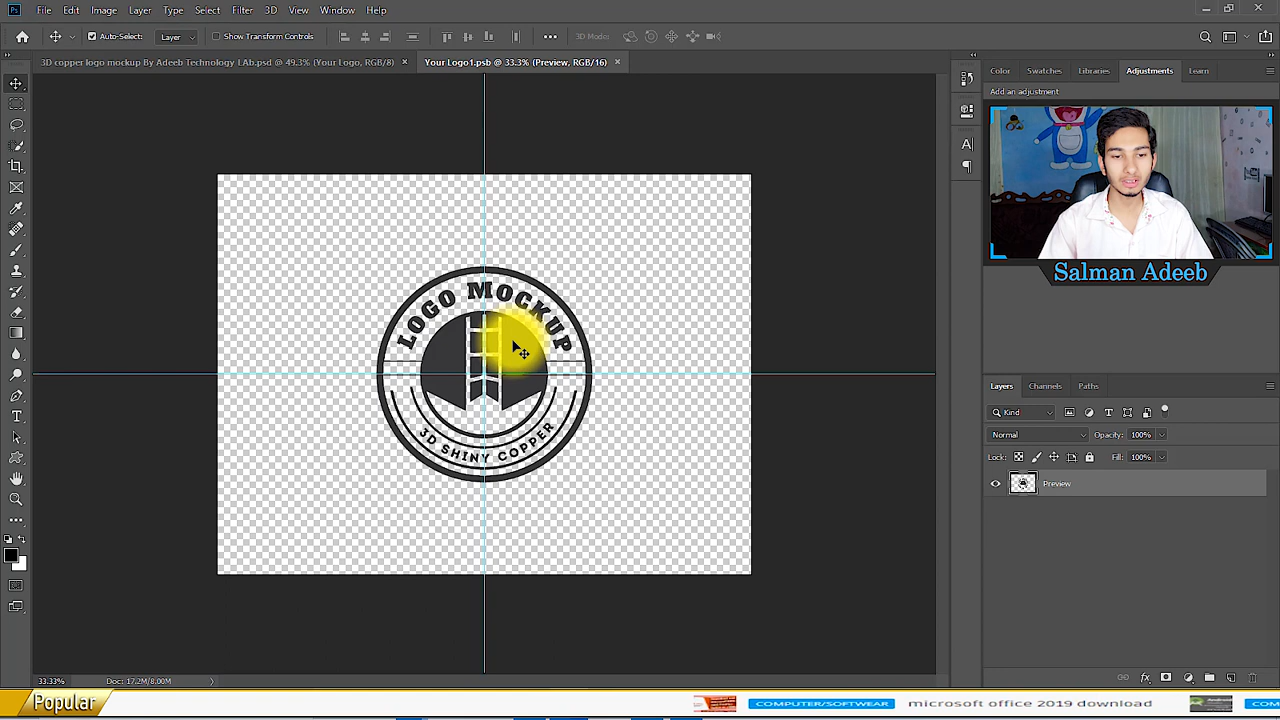 Ps File Edit Image Layer Type Select Filter 3D View Window Help
Auto-Select: Layer Show Transform Controls 3D Mode:
3D copper logo mockup By Adeeb Technology LAb.psd @ 49.3% (Your Logo, RGB/8) ×
Your Logo1.psb @ 33.3% (Preview, RGB/16) ×
Color Swatches Libraries Adjustments Learn
Add an adjustment
Salman Adeeb
LOGO MOCKUP
3D SHINY COPPER
Layers Channels Paths
Kind
Normal Opacity: 100%
Lock: Fill: 100%
Preview
33.33% Doc: 17.2M/8.00M
Popular
COMPUTER/SOFTWEAR microsoft office 2019 download COM